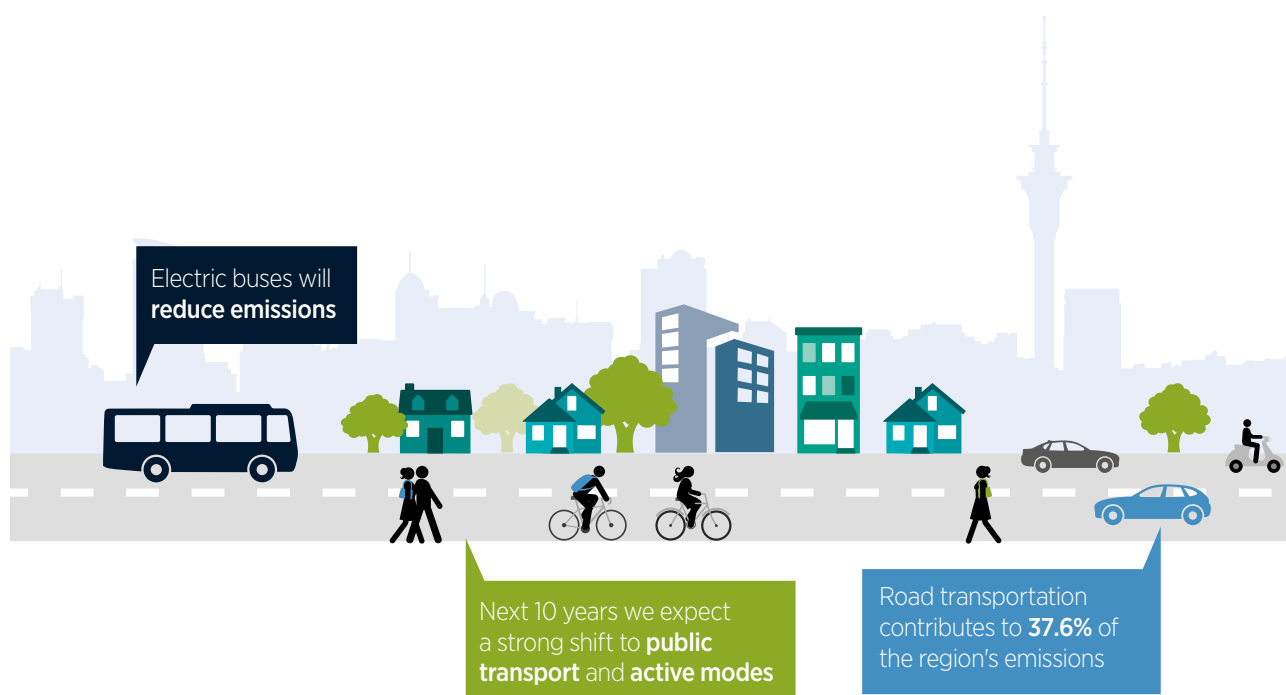 Electric buses will
reduce emissions
Next 10 years we expect
a strong shift to public
transport and active modes
Road transportation
contributes to 37.6% of
the region's emissions